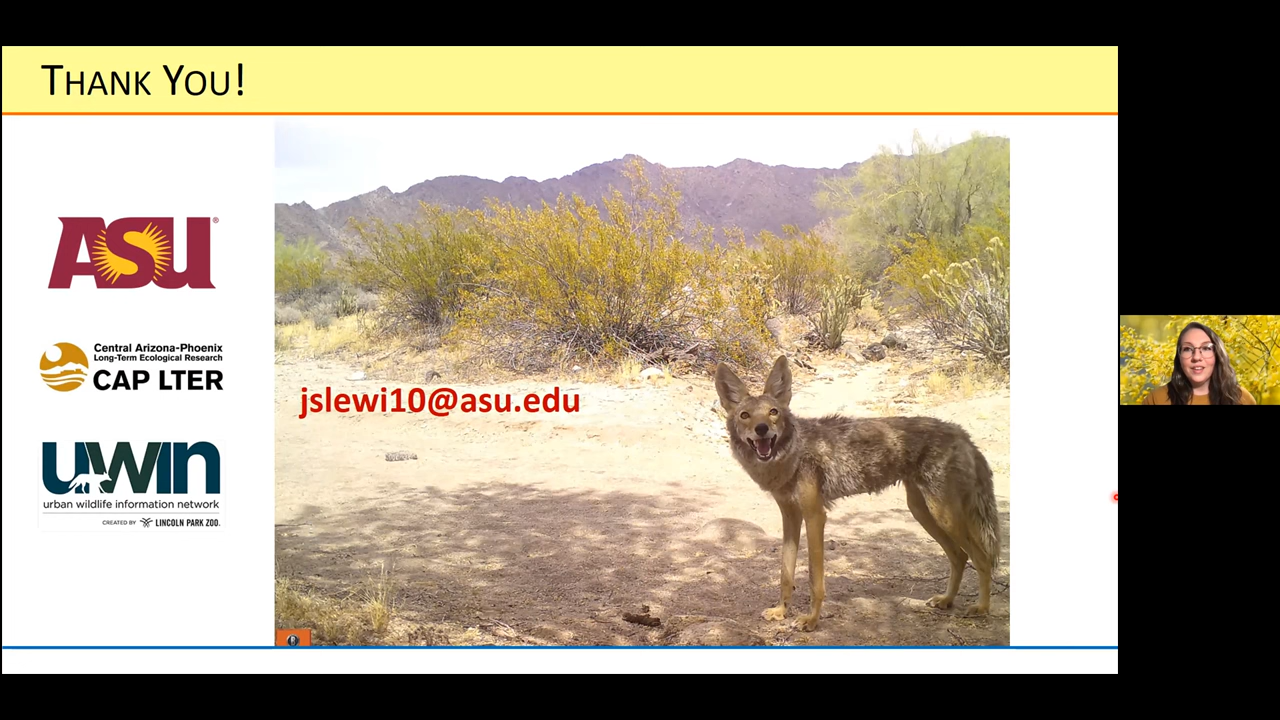 THANK YOU!
ASU®
Central Arizona-Phoenix
Long-Term Ecological Research
CAP LTER
jslewi10@asu.edu
uwin
urban wildlife information network
CREATED BY LINCOLN PARK ZOO.